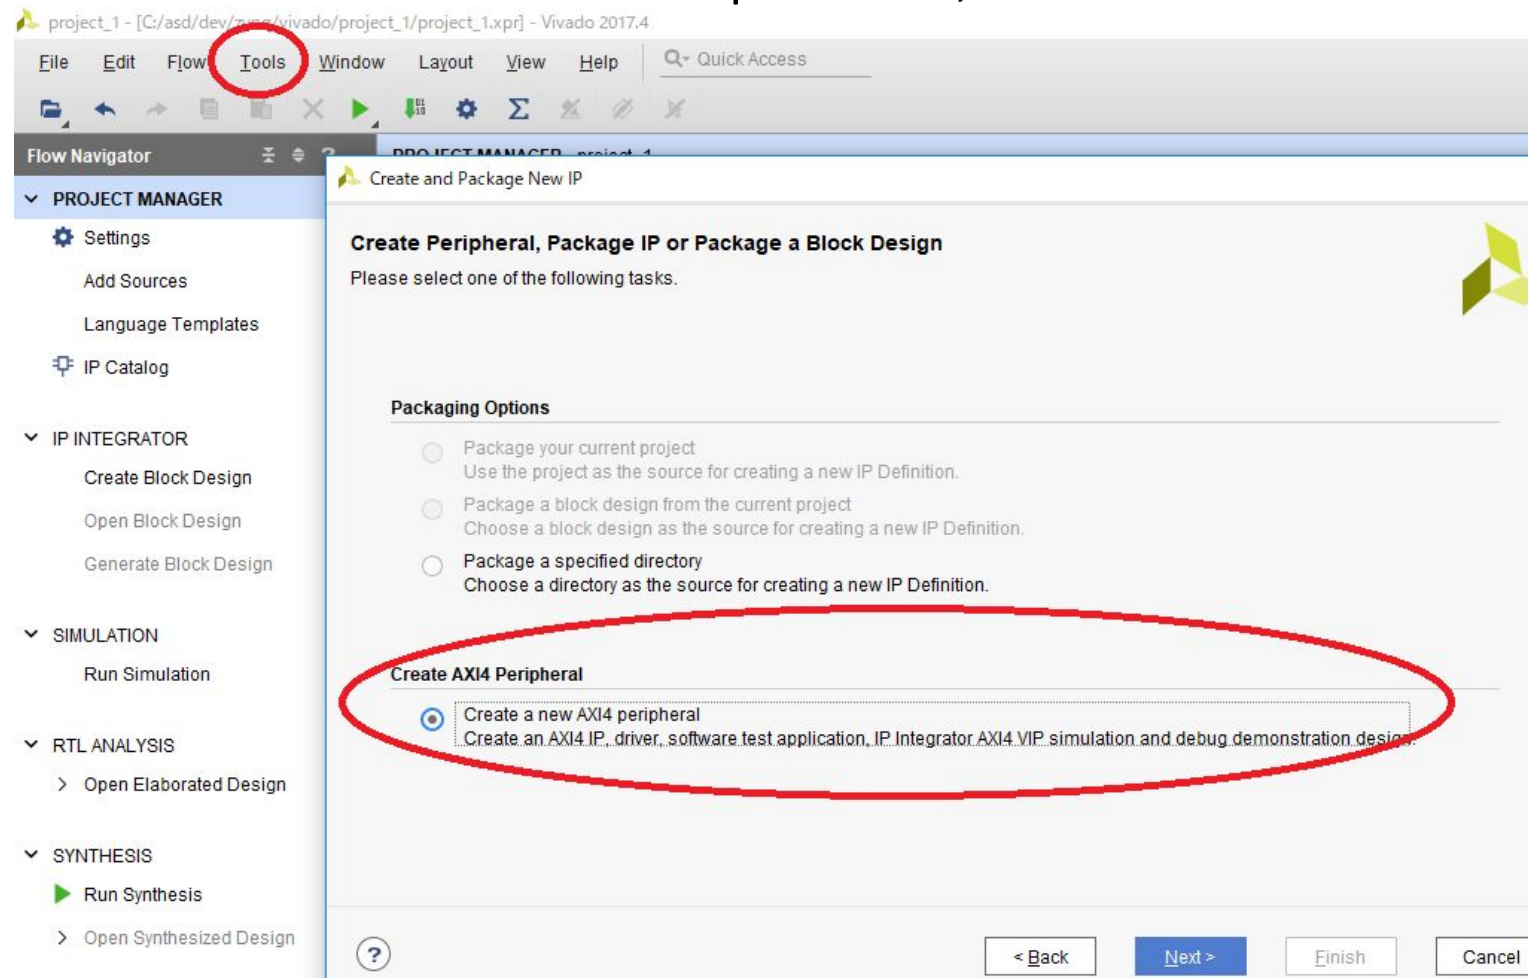 project_1 - [C:/asd/dev/zynq/vivado/project_1/project_1.xpr] - Vivado 2017.4
File Edit Flow Tools Window Layout View Help Quick Access
Flow Navigator
PROJECT MANAGER - project_1
Create and Package New IP
PROJECT MANAGER
Settings
Add Sources
Language Templates
IP Catalog
IP INTEGRATOR
Create Block Design
Open Block Design
Generate Block Design
SIMULATION
Run Simulation
RTL ANALYSIS
Open Elaborated Design
SYNTHESIS
Run Synthesis
Open Synthesized Design
Create Peripheral, Package IP or Package a Block Design
Please select one of the following tasks.
Packaging Options
Package your current project
Use the project as the source for creating a new IP Definition.
Package a block design from the current project
Choose a block design as the source for creating a new IP Definition.
Package a specified directory
Choose a directory as the source for creating a new IP Definition.
Create AXI4 Peripheral
Create a new AXI4 peripheral
Create an AXI4 IP, driver, software test application, IP Integrator AXI4 VIP simulation and debug demonstration design.
? < Back Next > Finish Cancel